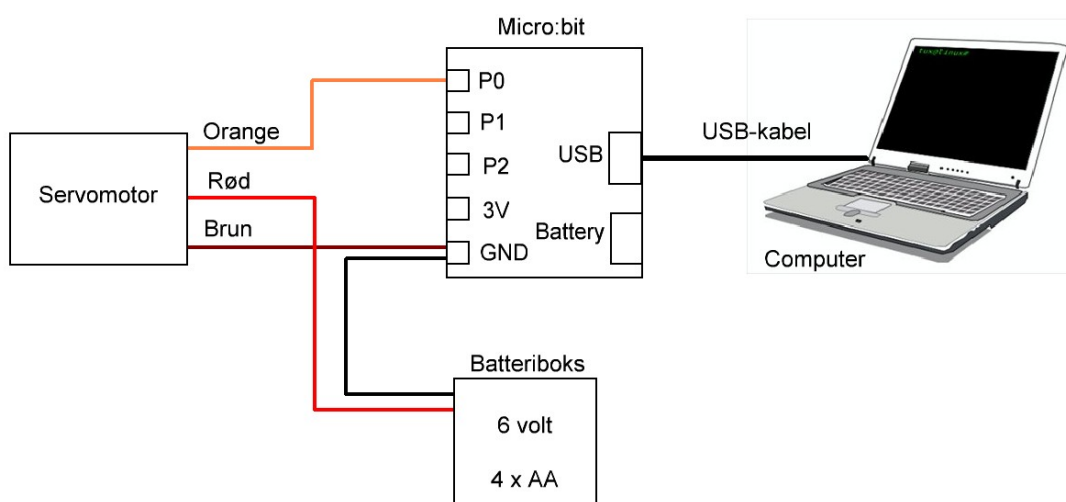 Micro:bit
P0
P1
P2
3V
GND
USB
Battery
Orange
Rød
Brun
Servomotor
USB-kabel
Computer
Batteriboks
6 volt
4 x AA